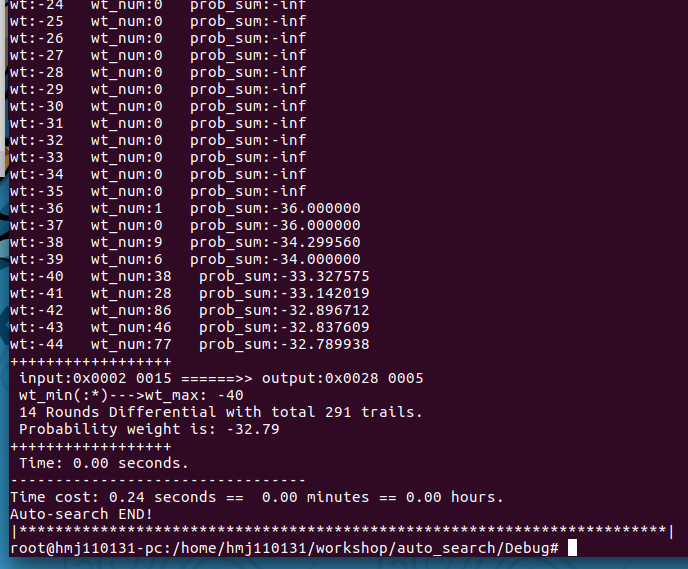 wt:-24   wt_num:0   prob_sum:-inf
wt:-25   wt_num:0   prob_sum:-inf
wt:-26   wt_num:0   prob_sum:-inf
wt:-27   wt_num:0   prob_sum:-inf
wt:-28   wt_num:0   prob_sum:-inf
wt:-29   wt_num:0   prob_sum:-inf
wt:-30   wt_num:0   prob_sum:-inf
wt:-31   wt_num:0   prob_sum:-inf
wt:-32   wt_num:0   prob_sum:-inf
wt:-33   wt_num:0   prob_sum:-inf
wt:-34   wt_num:0   prob_sum:-inf
wt:-35   wt_num:0   prob_sum:-inf
wt:-36   wt_num:1   prob_sum:-36.000000
wt:-37   wt_num:0   prob_sum:-36.000000
wt:-38   wt_num:9   prob_sum:-34.299560
wt:-39   wt_num:6   prob_sum:-34.000000
wt:-40   wt_num:38   prob_sum:-33.327575
wt:-41   wt_num:28   prob_sum:-33.142019
wt:-42   wt_num:86   prob_sum:-32.896712
wt:-43   wt_num:46   prob_sum:-32.837609
wt:-44   wt_num:77   prob_sum:-32.789938
++++++++++++++++++
 input:0x0002 0015 ======>> output:0x0028 0005
 wt_min(:*)--->wt_max: -40
 14 Rounds Differential with total 291 trails.
 Probability weight is: -32.79
++++++++++++++++++
 Time: 0.00 seconds.
---------------------------------
Time cost: 0.24 seconds ==  0.00 minutes == 0.00 hours.
Auto-search END!
|************************************************************************|
root@hmj110131-pc:/home/hmj110131/workshop/auto_search/Debug#